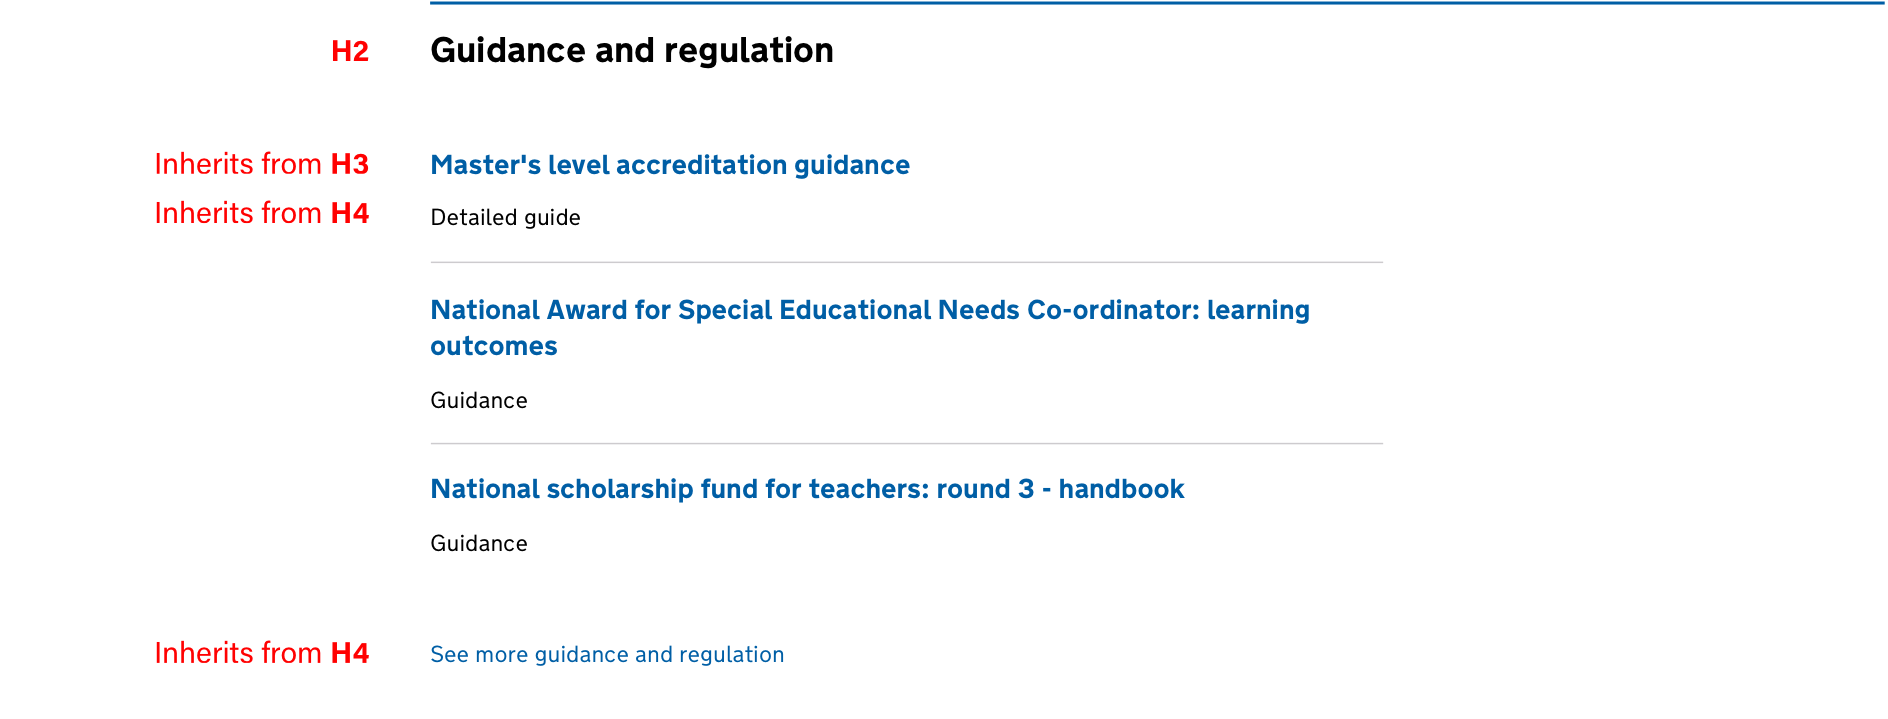 H2 Guidance and regulation
Inherits from H3 Master's level accreditation guidance
Inherits from H4 Detailed guide
National Award for Special Educational Needs Co-ordinator: learning
outcomes
Guidance
National scholarship fund for teachers: round 3 - handbook
Guidance
Inherits from H4 See more guidance and regulation